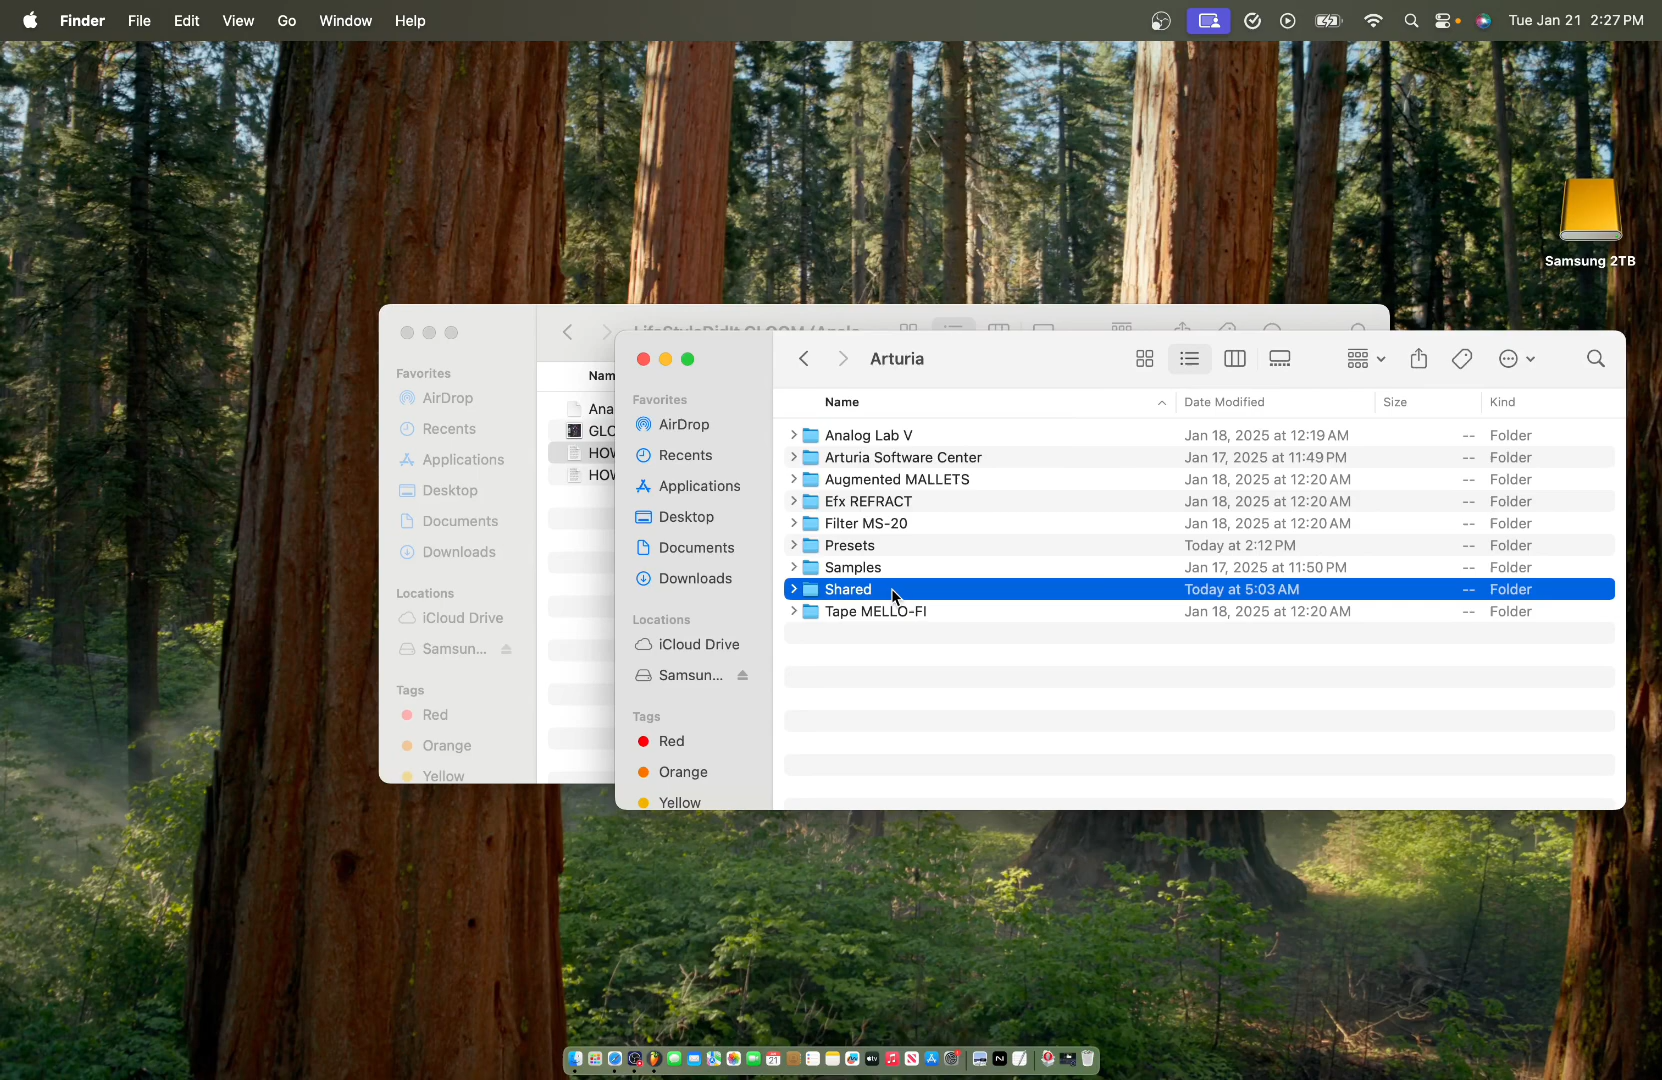 Finder File Edit View Go Window Help
Tue Jan 21 2:27 PM
Samsung 2TB
Favorites
AirDrop
Recents
Applications
Desktop
Documents
Downloads
Locations
iCloud Drive
Samsun...
Tags
Red
Orange
Yellow
Nam
Ana
GLO
HOW
HOW
Arturia
Favorites
AirDrop
Recents
Applications
Desktop
Documents
Downloads
Locations
iCloud Drive
Samsun...
Tags
Red
Orange
Yellow
Name Date Modified Size Kind
Analog Lab V Jan 18, 2025 at 12:19 AM -- Folder
Arturia Software Center Jan 17, 2025 at 11:49 PM -- Folder
Augmented MALLETS Jan 18, 2025 at 12:20 AM -- Folder
Efx REFRACT Jan 18, 2025 at 12:20 AM -- Folder
Filter MS-20 Jan 18, 2025 at 12:20 AM -- Folder
Presets Today at 2:12 PM -- Folder
Samples Jan 17, 2025 at 11:50 PM -- Folder
Shared Today at 5:03 AM -- Folder
Tape MELLO-FI Jan 18, 2025 at 12:20 AM -- Folder
21